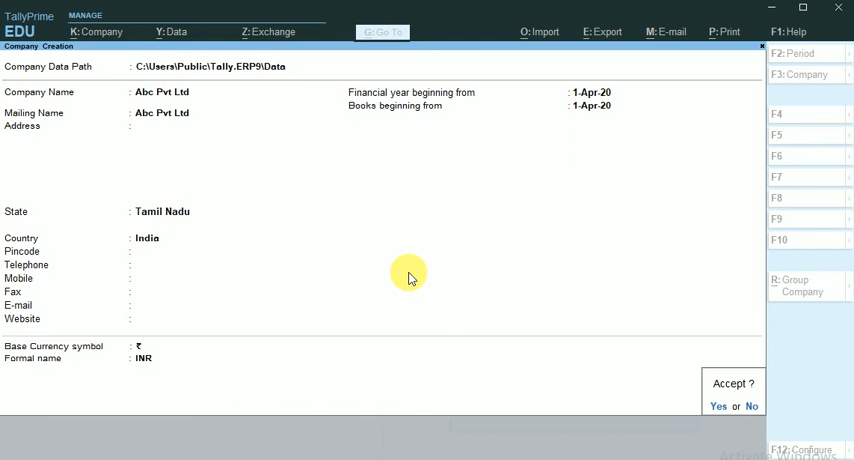 TallyPrime
EDU
MANAGE
K: Company
Y: Data
Z: Exchange
G: Go To
O: Import
E: Export
M: E-mail
P: Print
F1: Help
Company Creation
Company Data Path : C:\Users\Public\Tally.ERP9\Data
Company Name : Abc Pvt Ltd
Financial year beginning from : 1-Apr-20
Books beginning from : 1-Apr-20
Mailing Name : Abc Pvt Ltd
Address :
State : Tamil Nadu
Country : India
Pincode :
Telephone :
Mobile :
Fax :
E-mail :
Website :
Base Currency symbol : ₹
Formal name : INR
Accept ?
Yes or No
F2: Period
F3: Company
F4
F5
F6
F7
F8
F9
F10
R: Group
Company
F12: Configure
Activate Windows